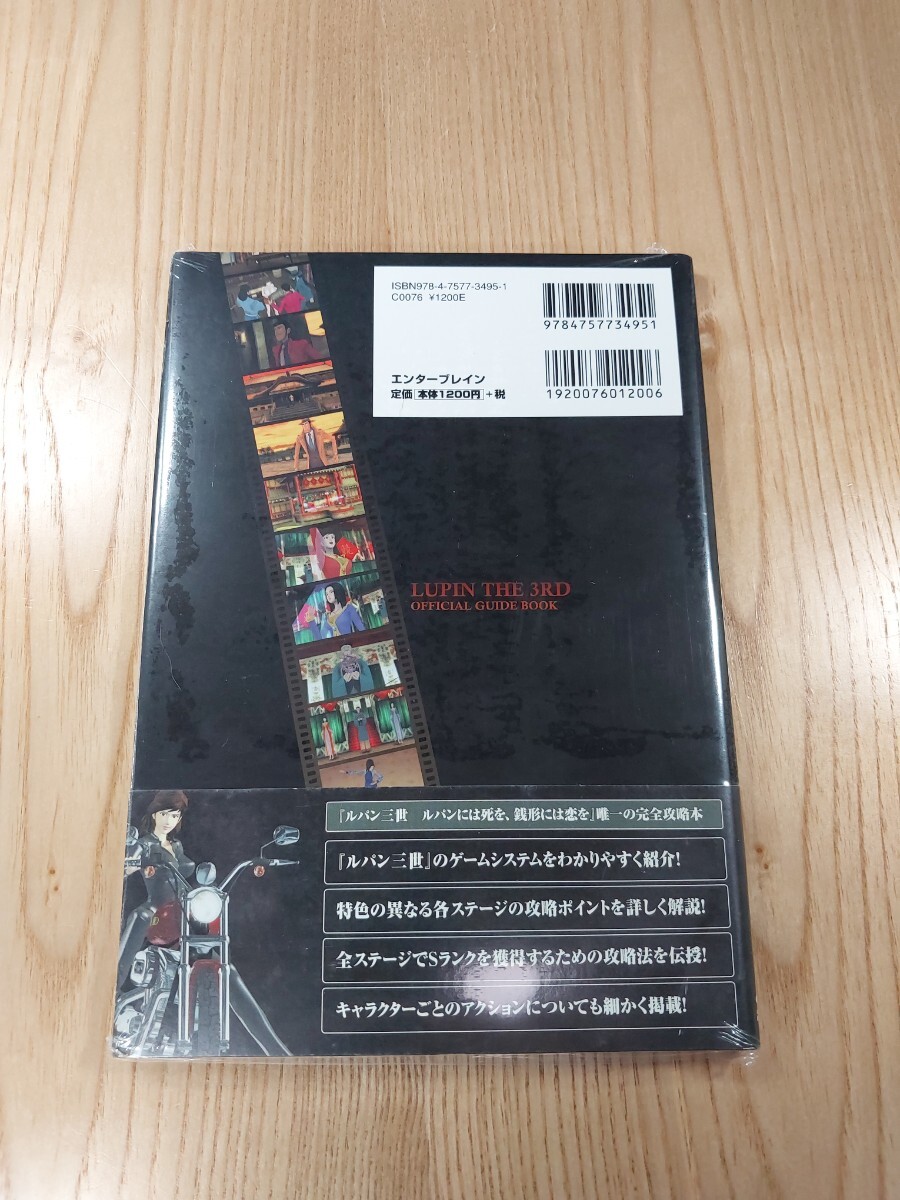 ISBN978-4-7577-3495-1
C0076 ¥1200E
9784757734951
エンターブレイン
定価 本体1200円 +税
1920076012006
LUPIN THE 3RD
OFFICIAL GUIDE BOOK
『ルパン三世 ルパンには死を、銭形には恋を』唯一の完全攻略本
『ルパン三世』のゲームシステムをわかりやすく紹介!
特色の異なる各ステージの攻略ポイントを詳しく解説!
全ステージでSランクを獲得するための攻略法を伝授!
キャラクターごとのアクションについても細かく掲載!